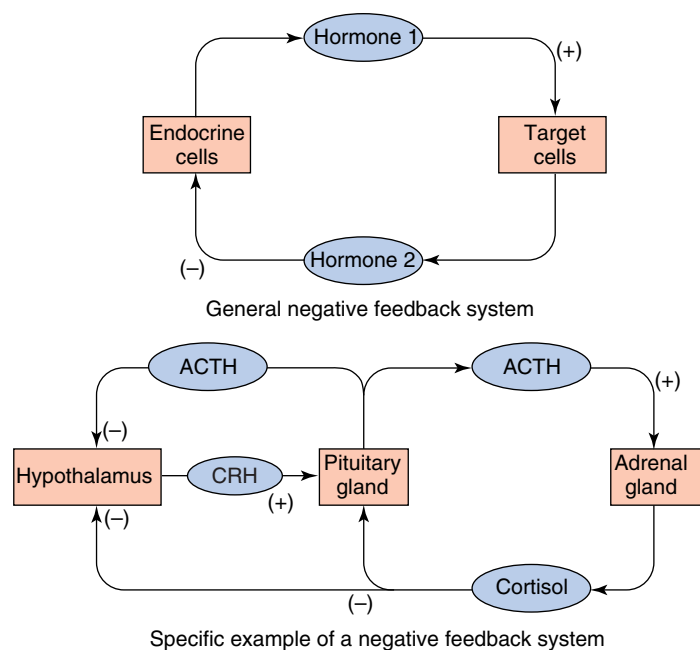 Hormone 1
(+)
Endocrine
cells
Target
cells
(–)
Hormone 2
General negative feedback system
ACTH
ACTH
(+)
(–)
Hypothalamus
CRH
(+)
Pituitary
gland
Adrenal
gland
(–)
(–)
Cortisol
Specific example of a negative feedback system